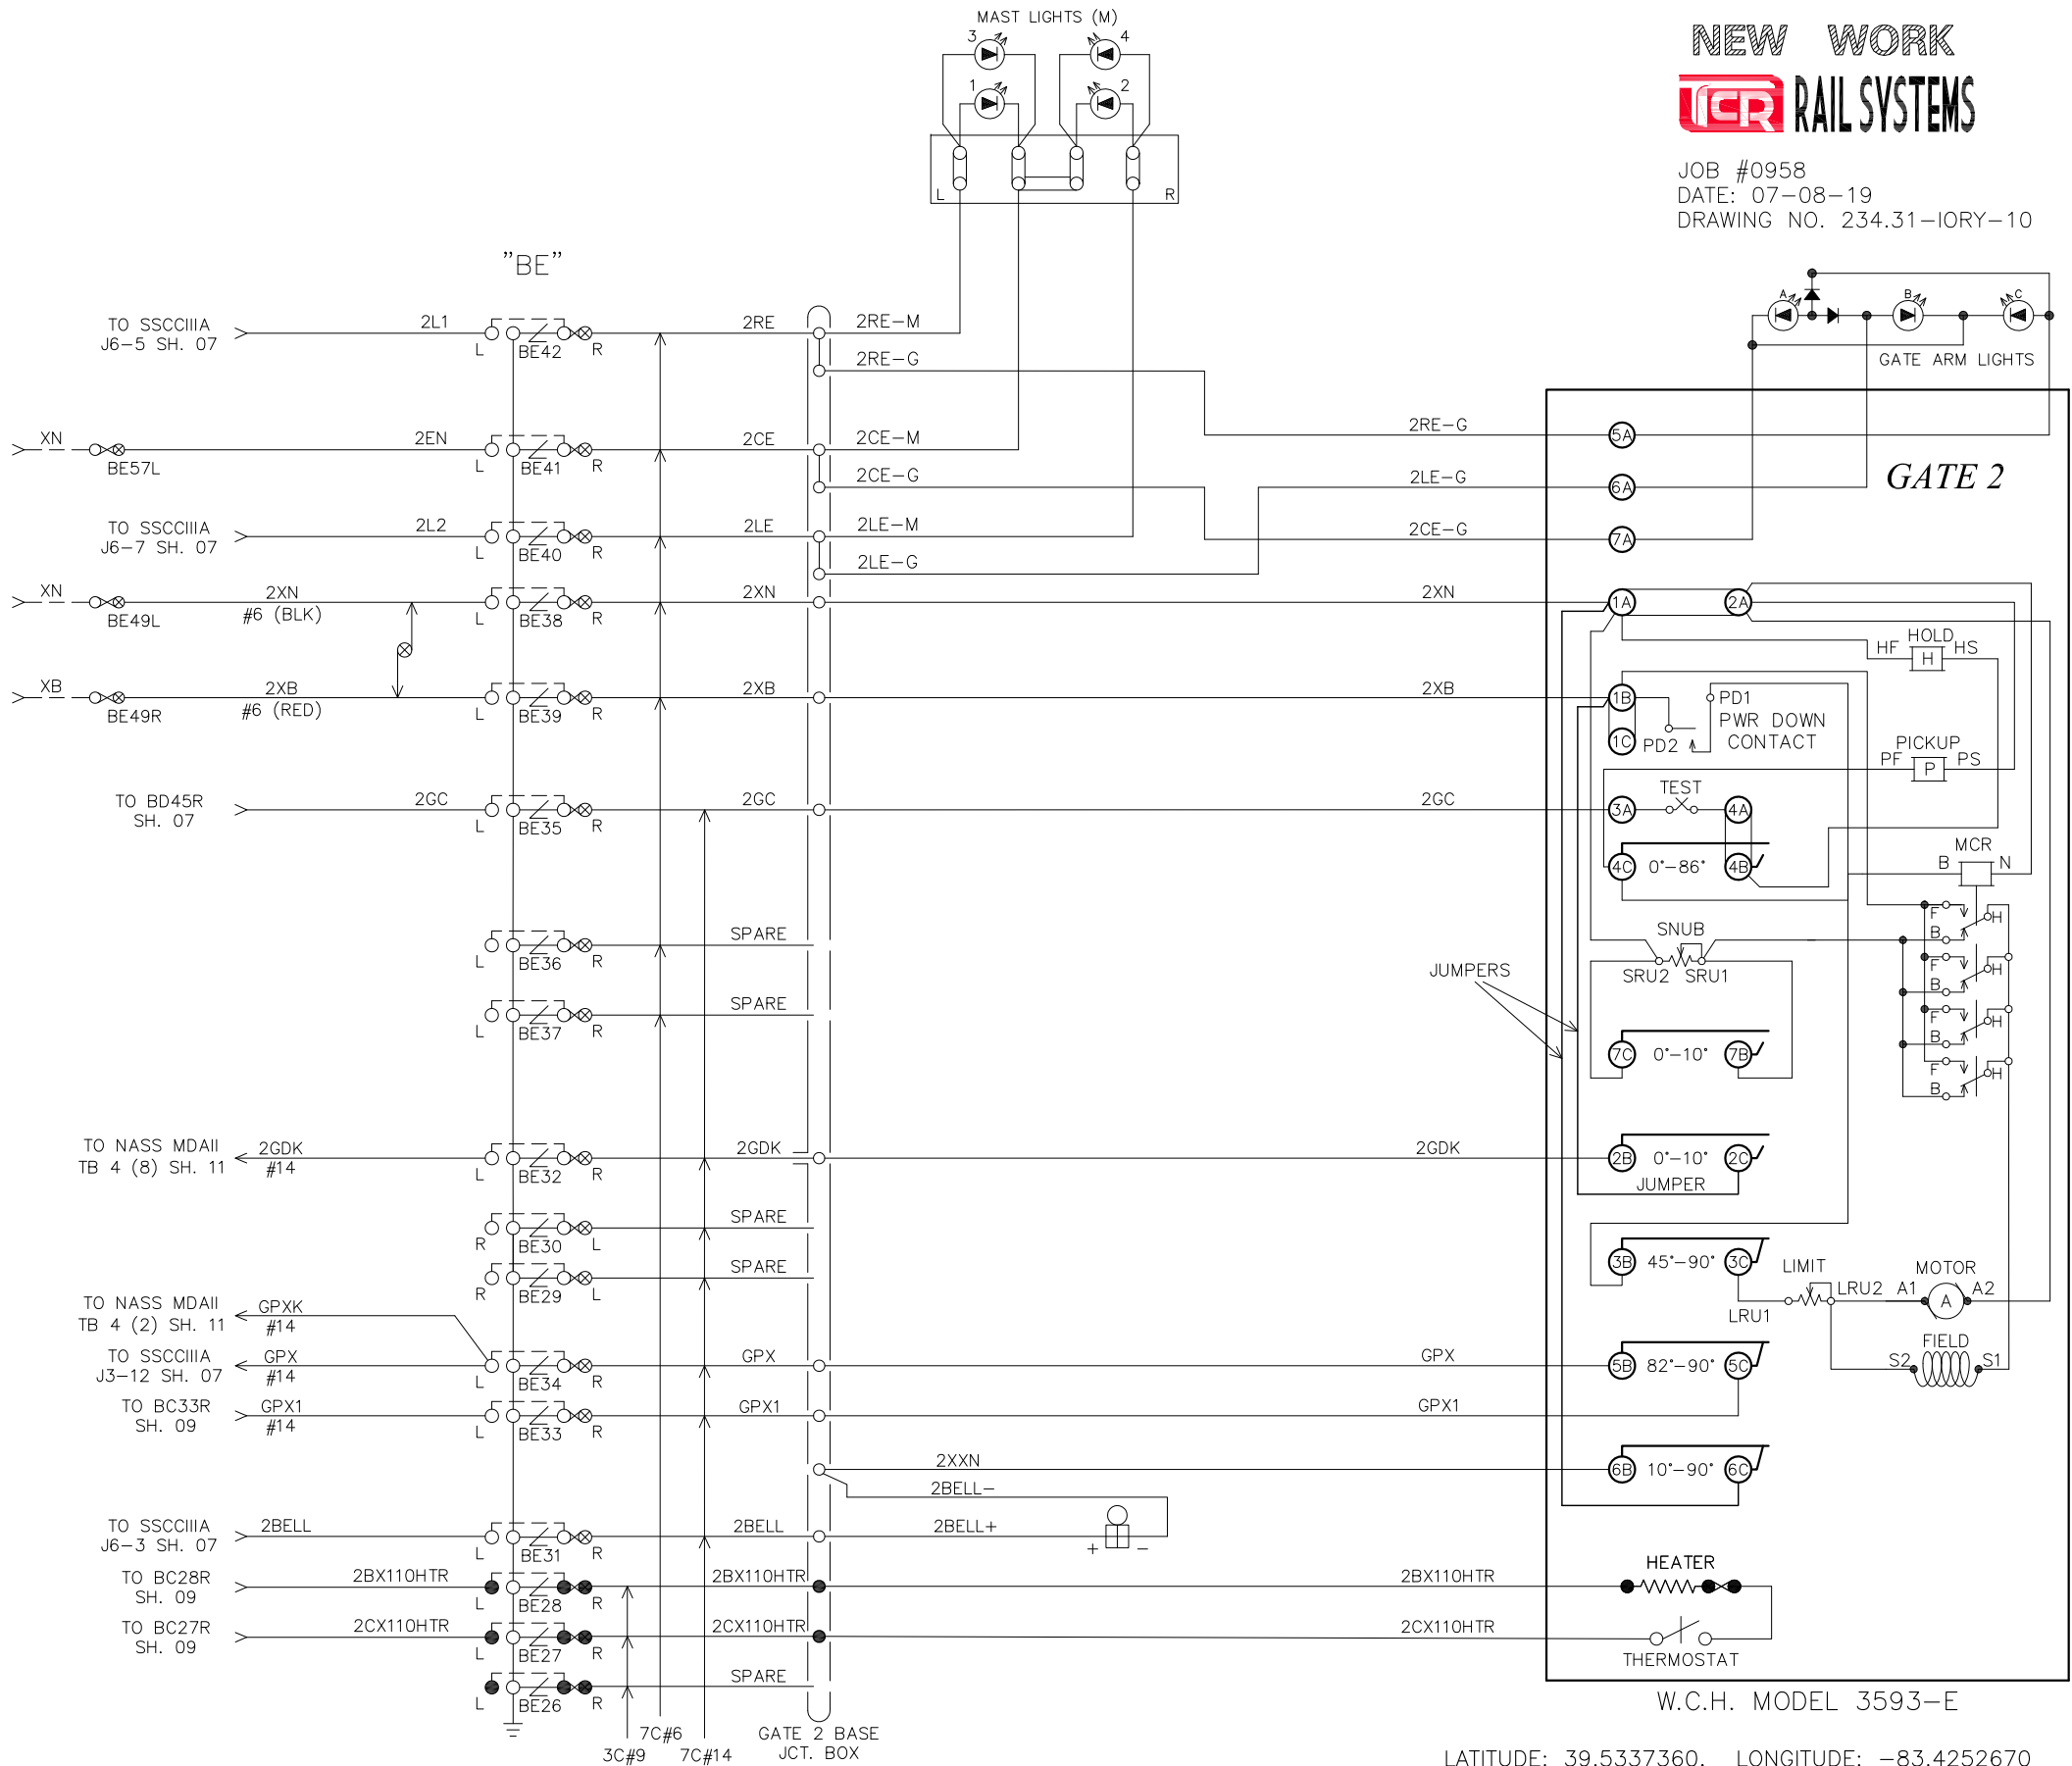 MAST LIGHTS (M)
3
4
1
2
L
R
NEW WORK
TCR RAIL SYSTEMS
JOB #0958
DATE: 07-08-19
DRAWING NO. 234.31-IORY-10
"BE"
TO SSCCIIIA
J6-5 SH. 07
2L1
L
BE42
R
2RE
2RE-M
2RE-G
A
B
C
GATE ARM LIGHTS
XN
BE57L
2EN
L
BE41
R
2CE
2CE-M
2CE-G
2RE-G
5A
2LE-G
6A
GATE 2
TO SSCCIIIA
J6-7 SH. 07
2L2
L
BE40
R
2LE
2LE-M
2LE-G
2CE-G
7A
XN
BE49L
2XN
#6 (BLK)
L
BE38
R
2XN
2XN
1A
2A
HOLD
HF
H
HS
XB
BE49R
2XB
#6 (RED)
L
BE39
R
2XB
2XB
1B
1C
PD1
PWR DOWN
CONTACT
PD2
PICKUP
PF
P
PS
TO BD45R
SH. 07
2GC
L
BE35
R
2GC
2GC
3A
TEST
4A
4C
0°-86°
4B
MCR
B
N
F
H
B
F
H
B
F
H
B
F
H
B
L
BE36
R
SPARE
SNUB
SRU2
SRU1
JUMPERS
L
BE37
R
SPARE
7C
0°-10°
7B
TO NASS MDAII
TB 4 (8) SH. 11
2GDK
#14
L
BE32
R
2GDK
2GDK
2B
0°-10°
2C
JUMPER
R
BE30
L
SPARE
R
BE29
L
SPARE
3B
45°-90°
3C
LIMIT
LRU1
LRU2
MOTOR
A1
A
A2
TO NASS MDAII
TB 4 (2) SH. 11
GPXK
#14
TO SSCCIIIA
J3-12 SH. 07
GPX
#14
L
BE34
R
GPX
GPX
5B
82°-90°
5C
FIELD
S2
S1
TO BC33R
SH. 09
GPX1
#14
L
BE33
R
GPX1
GPX1
2XXN
6B
10°-90°
6C
2BELL-
TO SSCCIIIA
J6-3 SH. 07
2BELL
L
BE31
R
2BELL
2BELL+
+
-
TO BC28R
SH. 09
2BX110HTR
L
BE28
R
2BX110HTR
2BX110HTR
HEATER
TO BC27R
SH. 09
2CX110HTR
L
BE27
R
2CX110HTR
2CX110HTR
THERMOSTAT
L
BE26
R
SPARE
W.C.H. MODEL 3593-E
3C#9
7C#6
7C#14
GATE 2 BASE
JCT. BOX
LATITUDE: 39.5337360. LONGITUDE: -83.4252670